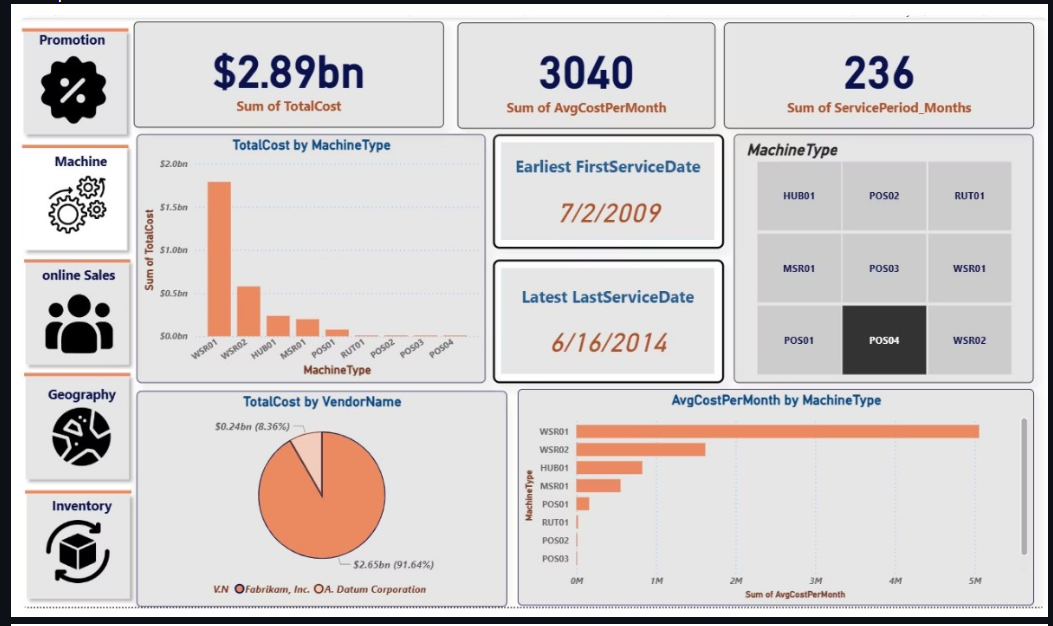 Promotion
$2.89bn
Sum of TotalCost
3040
Sum of AvgCostPerMonth
236
Sum of ServicePeriod_Months
Machine
online Sales
Geography
Inventory
TotalCost by MachineType
Sum of TotalCost
$2.0bn
$1.5bn
$1.0bn
$0.5bn
$0.0bn
WSR01
WSR02
HUB01
MSR01
POS01
RUT01
POS02
POS03
POS04
MachineType
Earliest FirstServiceDate
7/2/2009
Latest LastServiceDate
6/16/2014
MachineType
HUB01 POS02 RUT01
MSR01 POS03 WSR01
POS01 POS04 WSR02
TotalCost by VendorName
$0.24bn (8.36%)
$2.65bn (91.64%)
V.N Fabrikam, Inc. A. Datum Corporation
AvgCostPerMonth by MachineType
MachineType
WSR01
WSR02
HUB01
MSR01
POS01
RUT01
POS02
POS03
0M 1M 2M 3M 4M 5M
Sum of AvgCostPerMonth